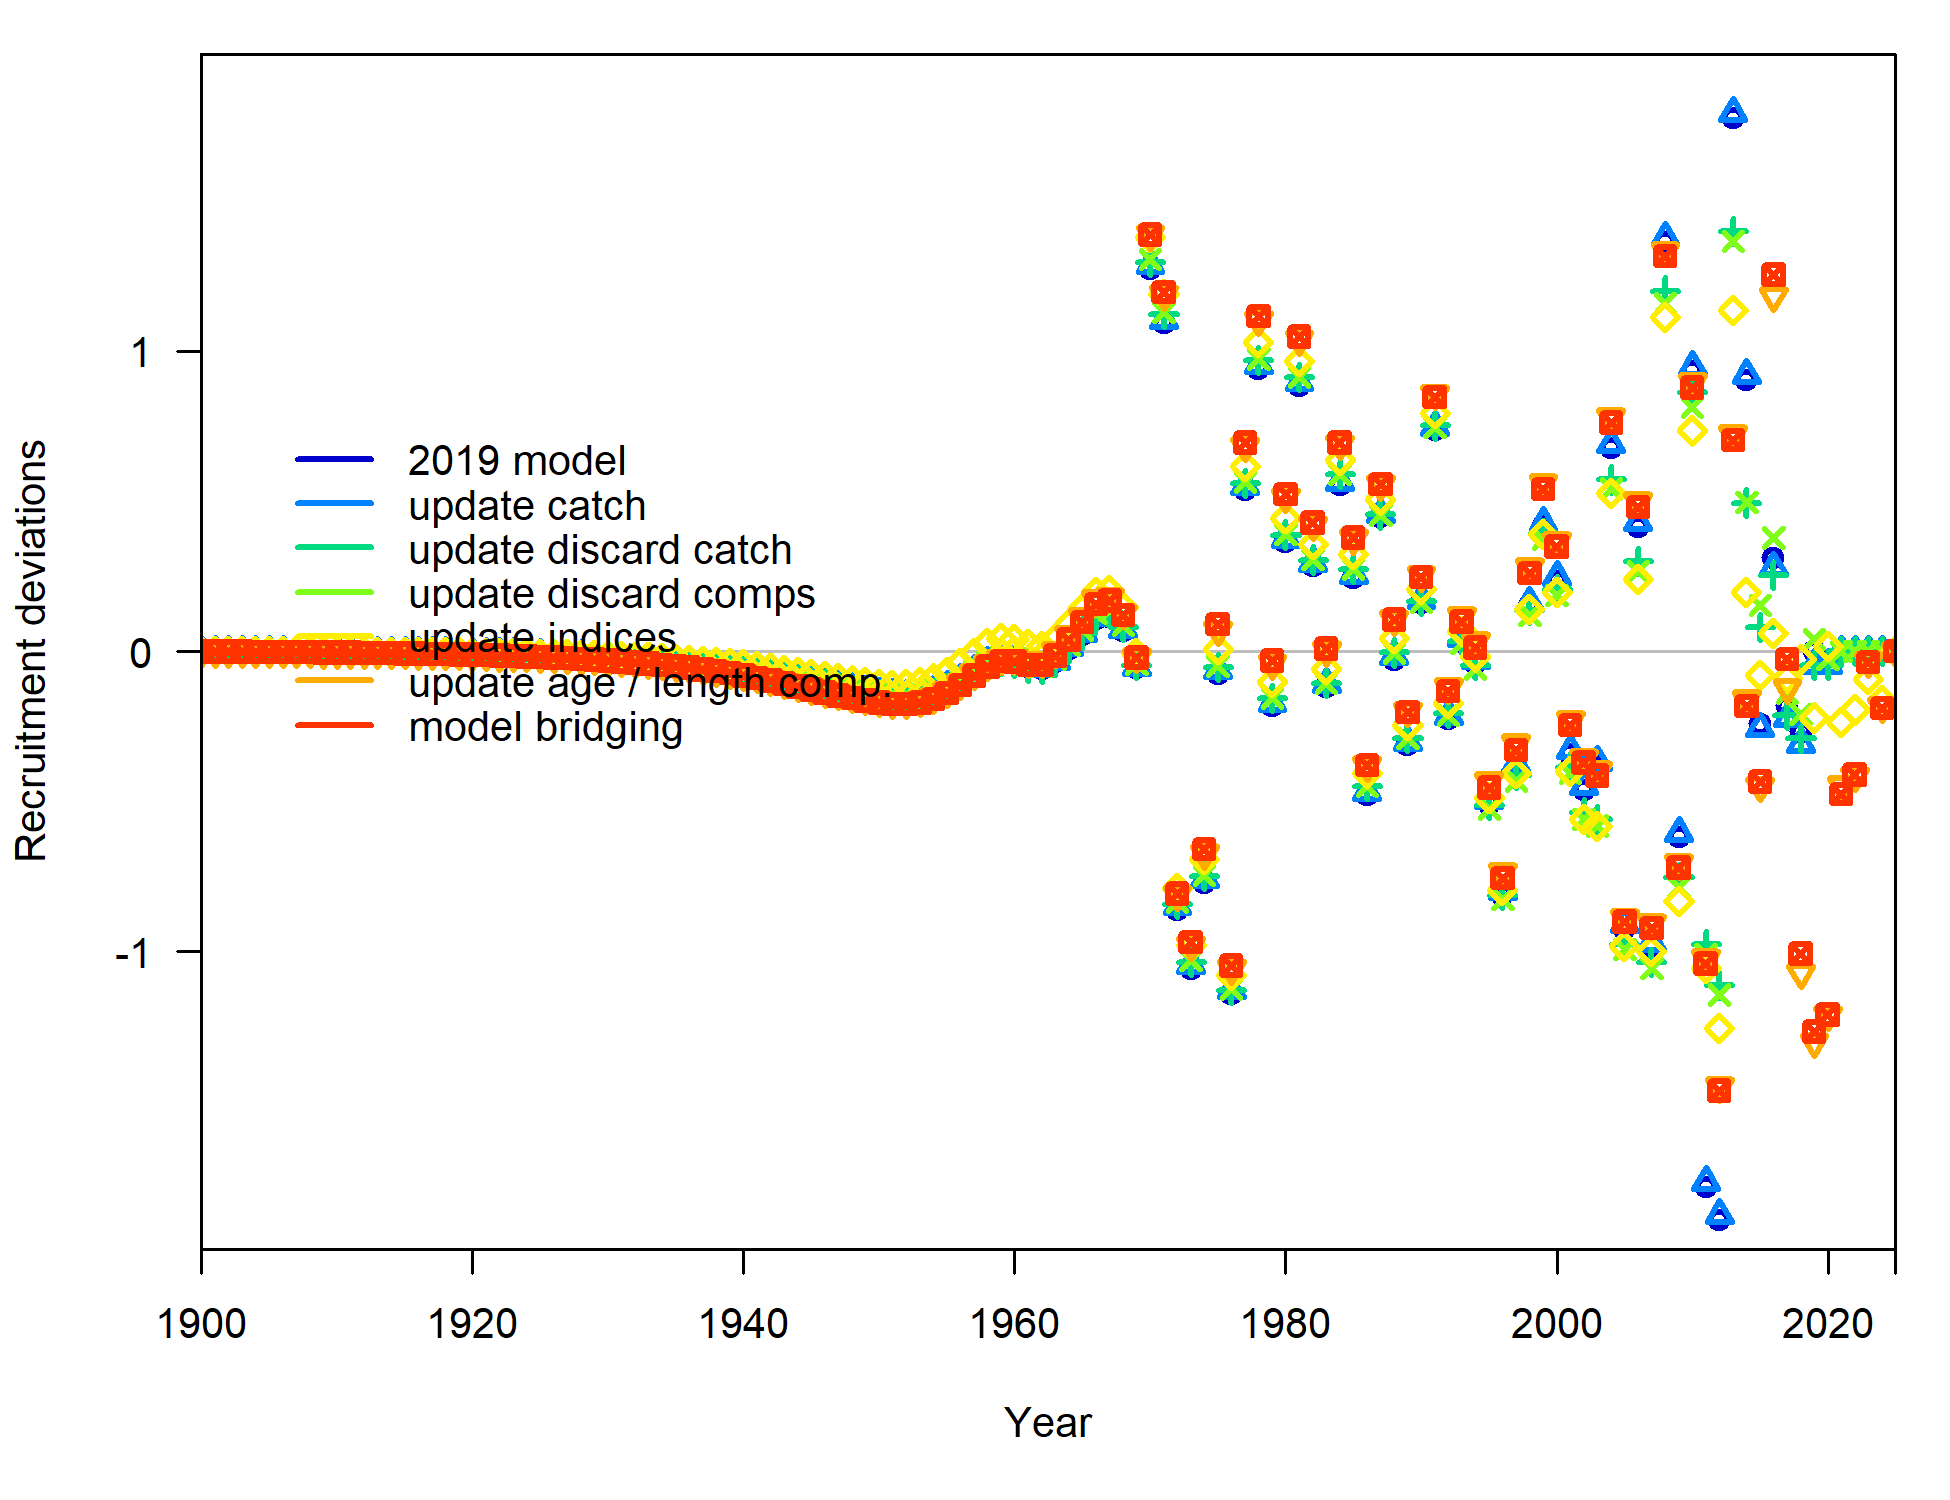 Recruitment deviations
1
0
-1
2019 model
update catch
update discard catch
update discard comps
update indices
update age / length comp.
model bridging
1900 1920 1940 1960 1980 2000 2020
Year